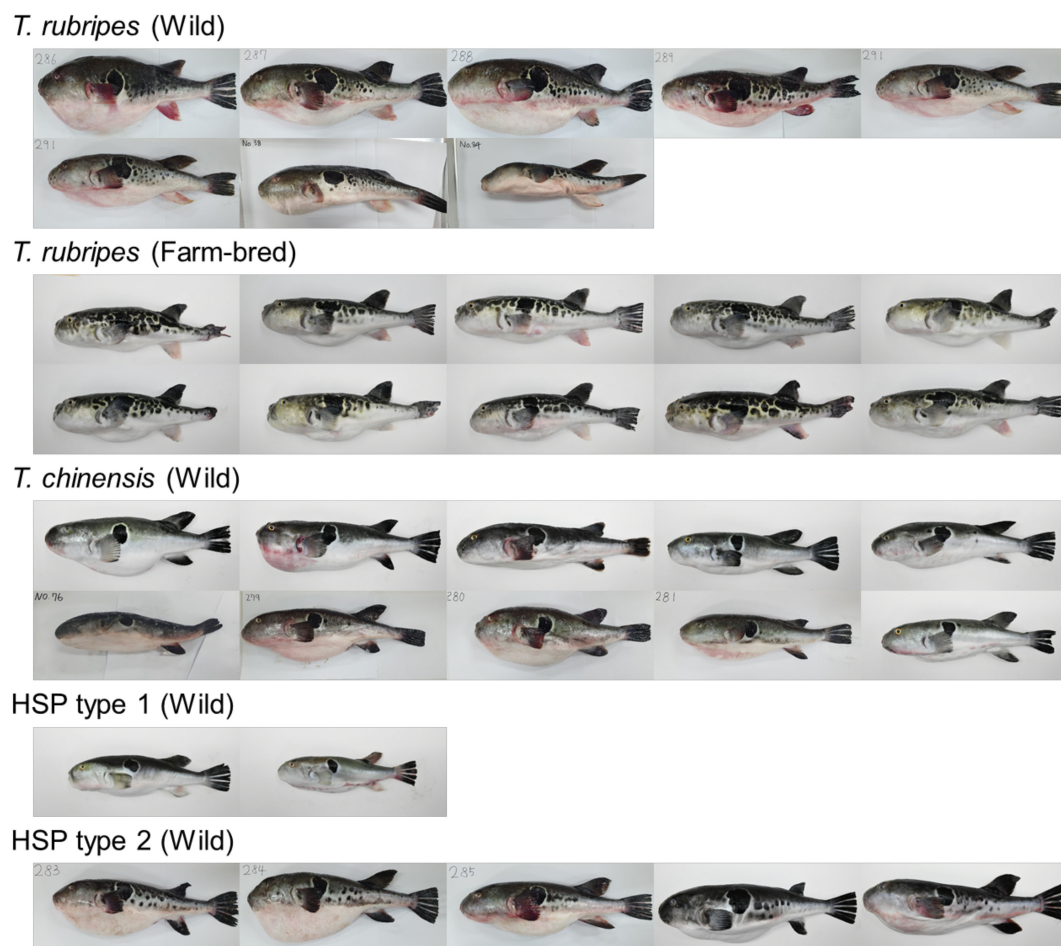 T. rubripes (Wild)
286 287 288 289 291
291 No.38 No.84
T. rubripes (Farm-bred)
T. chinensis (Wild)
NO.76 279 280 281
HSP type 1 (Wild)
HSP type 2 (Wild)
283 284 285